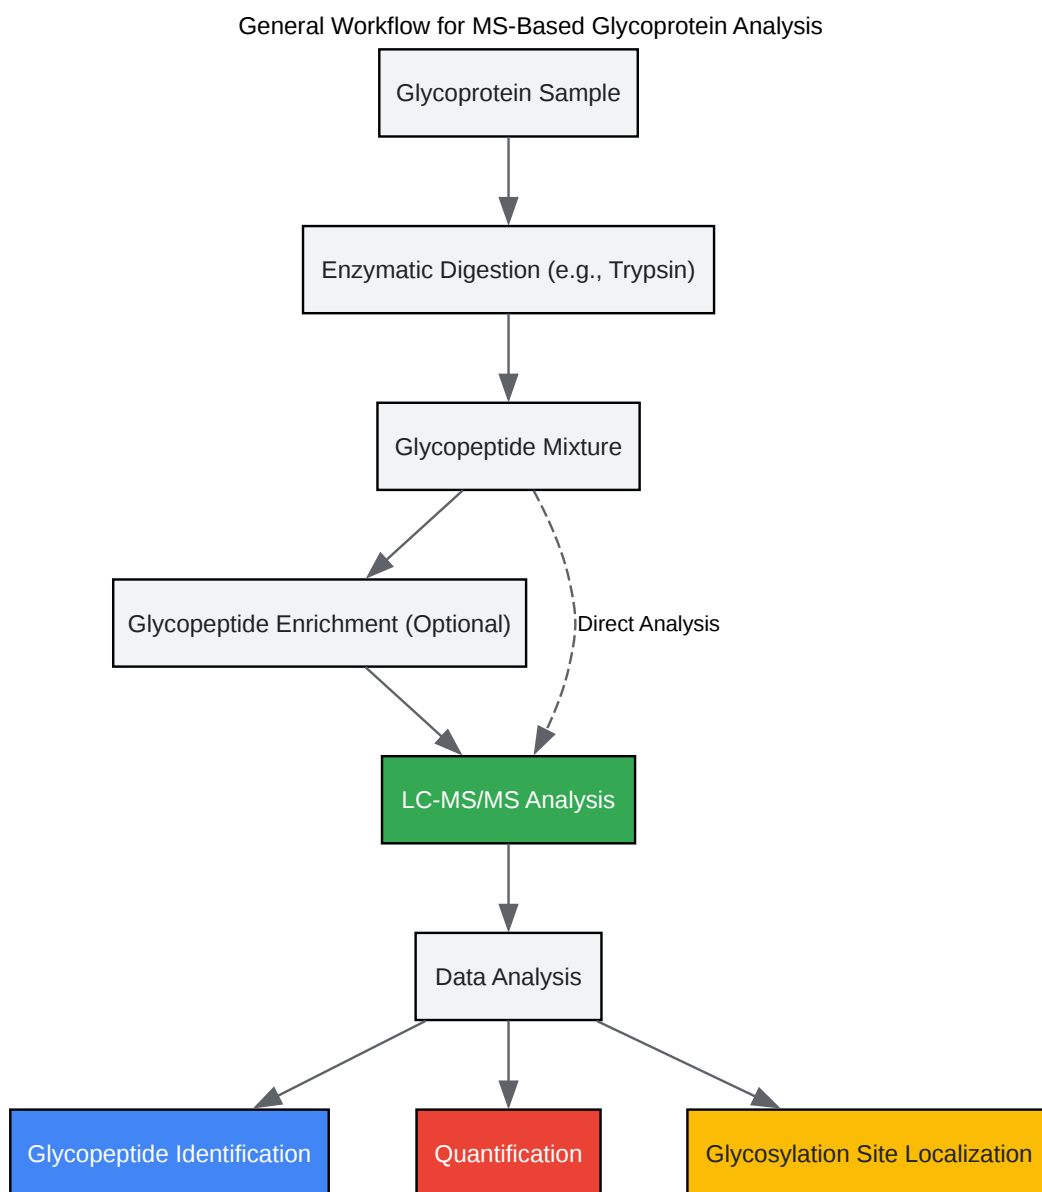 General Workflow for MS-Based Glycoprotein Analysis
Glycoprotein Sample
Enzymatic Digestion (e.g., Trypsin)
Glycopeptide Mixture
Glycopeptide Enrichment (Optional)
Direct Analysis
LC-MS/MS Analysis
Data Analysis
Glycopeptide Identification
Quantification
Glycosylation Site Localization